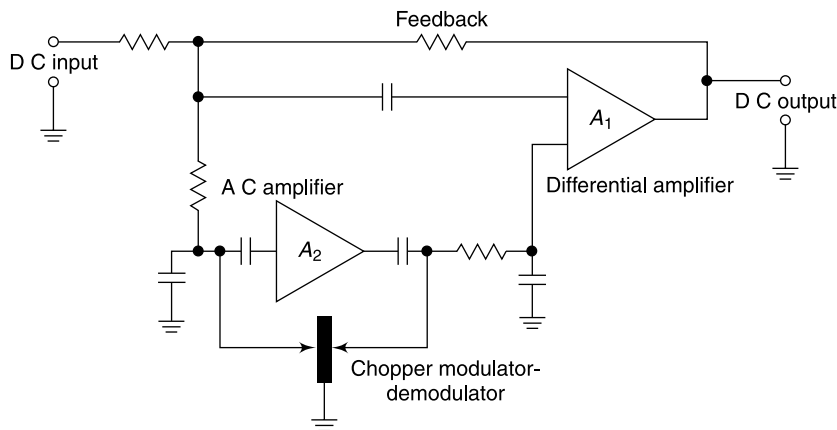 Feedback
D C input
A₁
D C output
Differential amplifier
A C amplifier
A₂
Chopper modulator-
demodulator